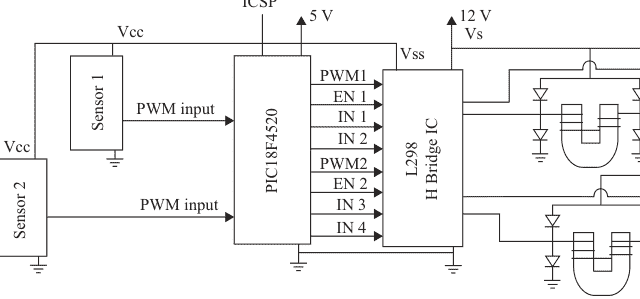 ICSP
5 V
12 V
Vcc
Vs
Vss
Sensor 1
PWM input
PWM1
EN 1
IN 1
IN 2
PWM2
EN 2
IN 3
IN 4
PIC18F4520
L298
H Bridge IC
Vcc
Sensor 2
PWM input